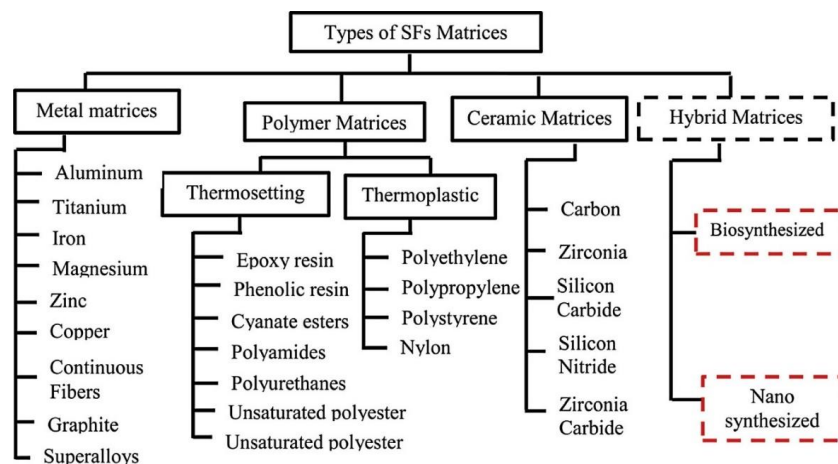 Types of SFs Matrices
Metal matrices
Aluminum
Titanium
Iron
Magnesium
Zinc
Copper
Continuous
Fibers
Graphite
Superalloys
Polymer Matrices
Thermosetting
Epoxy resin
Phenolic resin
Cyanate esters
Polyamides
Polyurethanes
Unsaturated polyester
Unsaturated polyester
Thermoplastic
Polyethylene
Polypropylene
Polystyrene
Nylon
Ceramic Matrices
Carbon
Zirconia
Silicon
Carbide
Silicon
Nitride
Zirconia
Carbide
Hybrid Matrices
Biosynthesized
Nano
synthesized